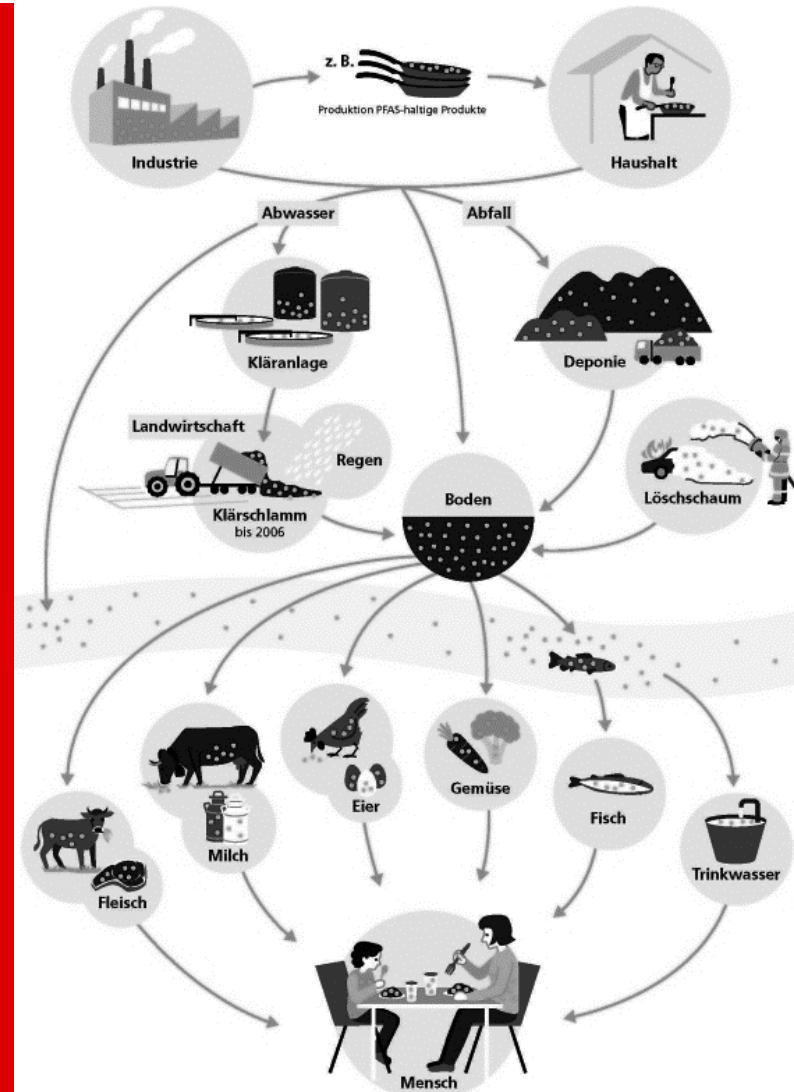 z. B.
Produktion PFAS-haltige Produkte
Industrie
Haushalt
Abwasser
Abfall
Kläranlage
Deponie
Landwirtschaft
Regen
Klärschlamm
bis 2006
Boden
Löschschaum
Fleisch
Milch
Eier
Gemüse
Fisch
Trinkwasser
Mensch